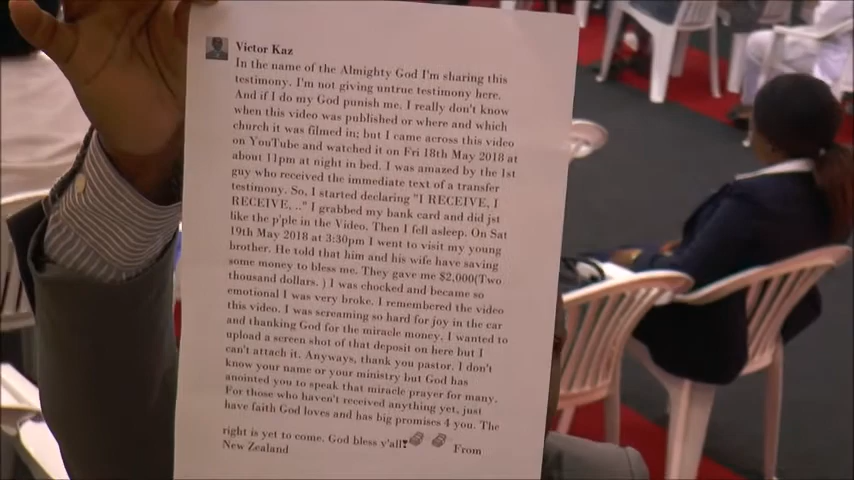 Victor Kaz
In the name of the Almighty God I'm sharing this
testimony. I'm not giving untrue testimony here.
And if I do my God punish me. I really don't know
when this video was published or where and which
church it was filmed in; but I came across this video
on YouTube and watched it on Fri 18th May 2018 at
about 11pm at night in bed. I was amazed by the 1st
guy who received the immediate text of a transfer
testimony. So, I started declaring "I RECEIVE, I
RECEIVE, .." I grabbed my bank card and did jst
like the p'ple in the Video. Then I fell asleep. On Sat
19th May 2018 at 3:30pm I went to visit my young
brother. He told that him and his wife have saving
some money to bless me. They gave me $2,000(Two
thousand dollars. ) I was chocked and became so
emotional I was very broke. I remembered the video
this video. I was screaming so hard for joy in the car
and thanking God for the miracle money. I wanted to
upload a screen shot of that deposit on here but I
can't attach it. Anyways, thank you pastor. I don't
know your name or your ministry but God has
anointed you to speak that miracle prayer for many.
For those who haven't received anything yet, just
have faith God loves and has big promises 4 you. The
right is yet to come. God bless y'all❣ From
New Zealand